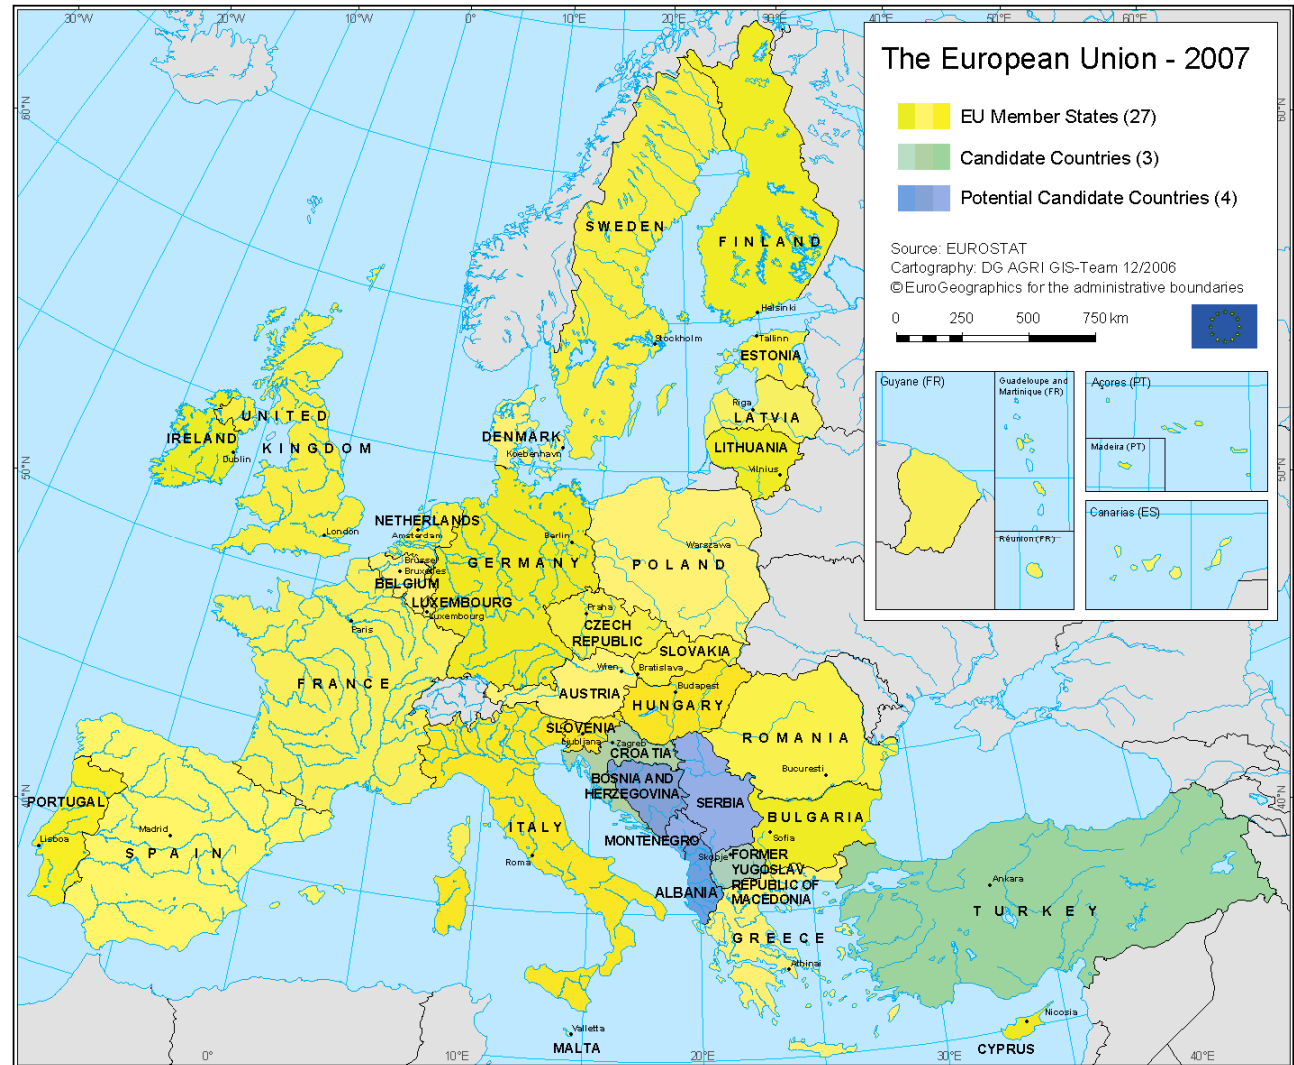 30°W
20°W
10°W
0°
10°E
20°E
30°E
40°E
50°E
60°E
The European Union - 2007
EU Member States (27)
Candidate Countries (3)
Potential Candidate Countries (4)
Source: EUROSTAT
Cartography: DG AGRI GIS-Team 12/2006
©EuroGeographics for the administrative boundaries
0 250 500 750 km
Guyane (FR)
Guadeloupe and
Martinique (FR)
Réunion (FR)
Açores (PT)
Madeira (PT)
Canarias (ES)
60°N
60°N
50°N
50°N
40°N
40°N
SWEDEN
FINLAND
Helsinki
Stockholm
Tallinn
ESTONIA
Riga
LATVIA
LITHUANIA
Vilnius
UNITED
KINGDOM
IRELAND
Dublin
London
DENMARK
Koebenhavn
NETHERLANDS
Amsterdam
Brussel
Bruxelles
BELGIUM
LUXEMBOURG
Luxembourg
Berlin
GERMANY
Warszawa
POLAND
Praha
CZECH
REPUBLIC
SLOVAKIA
Wien
Bratislava
AUSTRIA
Budapest
HUNGARY
Paris
FRANCE
SLOVENIA
Ljubljana
Zagreb
CROATIA
BOSNIA AND
HERZEGOVINA
SERBIA
MONTENEGRO
ROMANIA
Bucuresti
BULGARIA
Sofia
Skopje
FORMER
YUGOSLAV
REPUBLIC OF
MACEDONIA
ALBANIA
PORTUGAL
Lisboa
Madrid
SPAIN
ITALY
Roma
GREECE
Athinai
Ankara
TURKEY
Nicosia
CYPRUS
Valletta
MALTA
0°
10°E
20°E
30°E
40°E